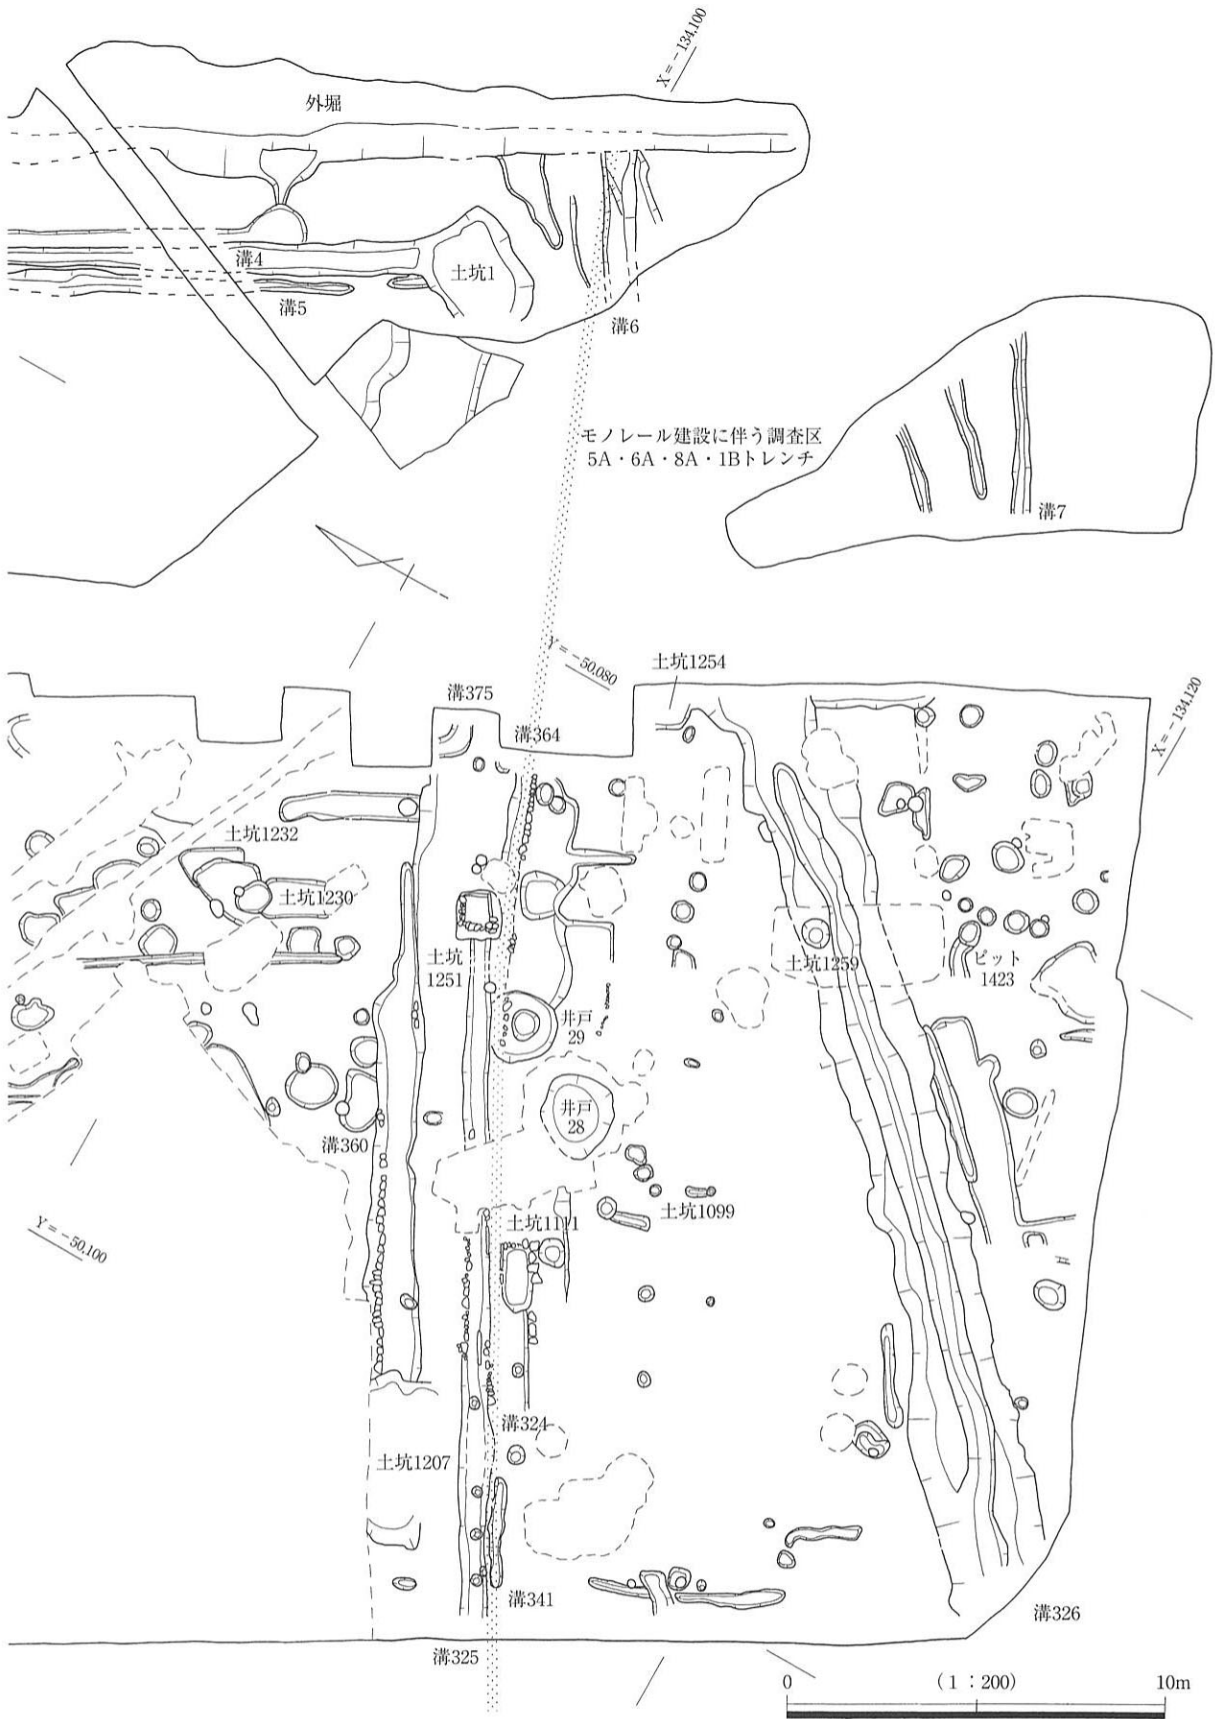 X=-134,100
外堀
溝4
土坑1
溝5
溝6
モノレール建設に伴う調査区
5A・6A・8A・1Bトレンチ
溝7
Y=-50,080
土坑1254
溝375
X=-134,120
溝364
土坑1232
土坑1230
土坑
1251
土坑1259
ピット
1423
井戸
29
井戸
28
溝360
土坑1099
土坑1111
Y=-50,100
溝324
土坑1207
溝341
溝326
溝325
0
(1：200)
10m